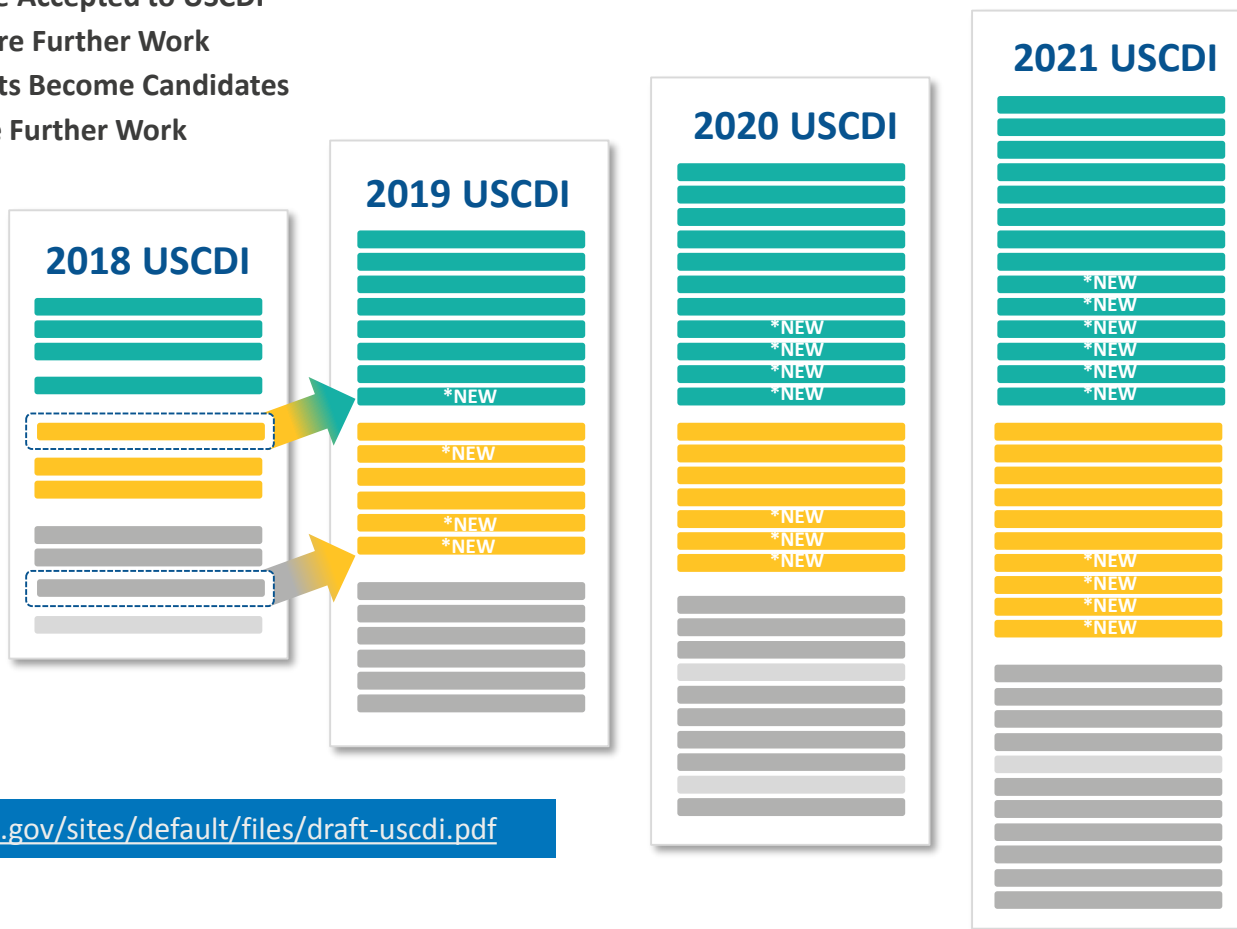 e Accepted to USCDI
re Further Work
ts Become Candidates
e Further Work
2018 USCDI
2019 USCDI
*NEW
*NEW
*NEW
*NEW
2020 USCDI
*NEW
*NEW
*NEW
*NEW
*NEW
*NEW
*NEW
2021 USCDI
*NEW
*NEW
*NEW
*NEW
*NEW
*NEW
*NEW
*NEW
*NEW
*NEW
.gov/sites/default/files/draft-uscdi.pdf